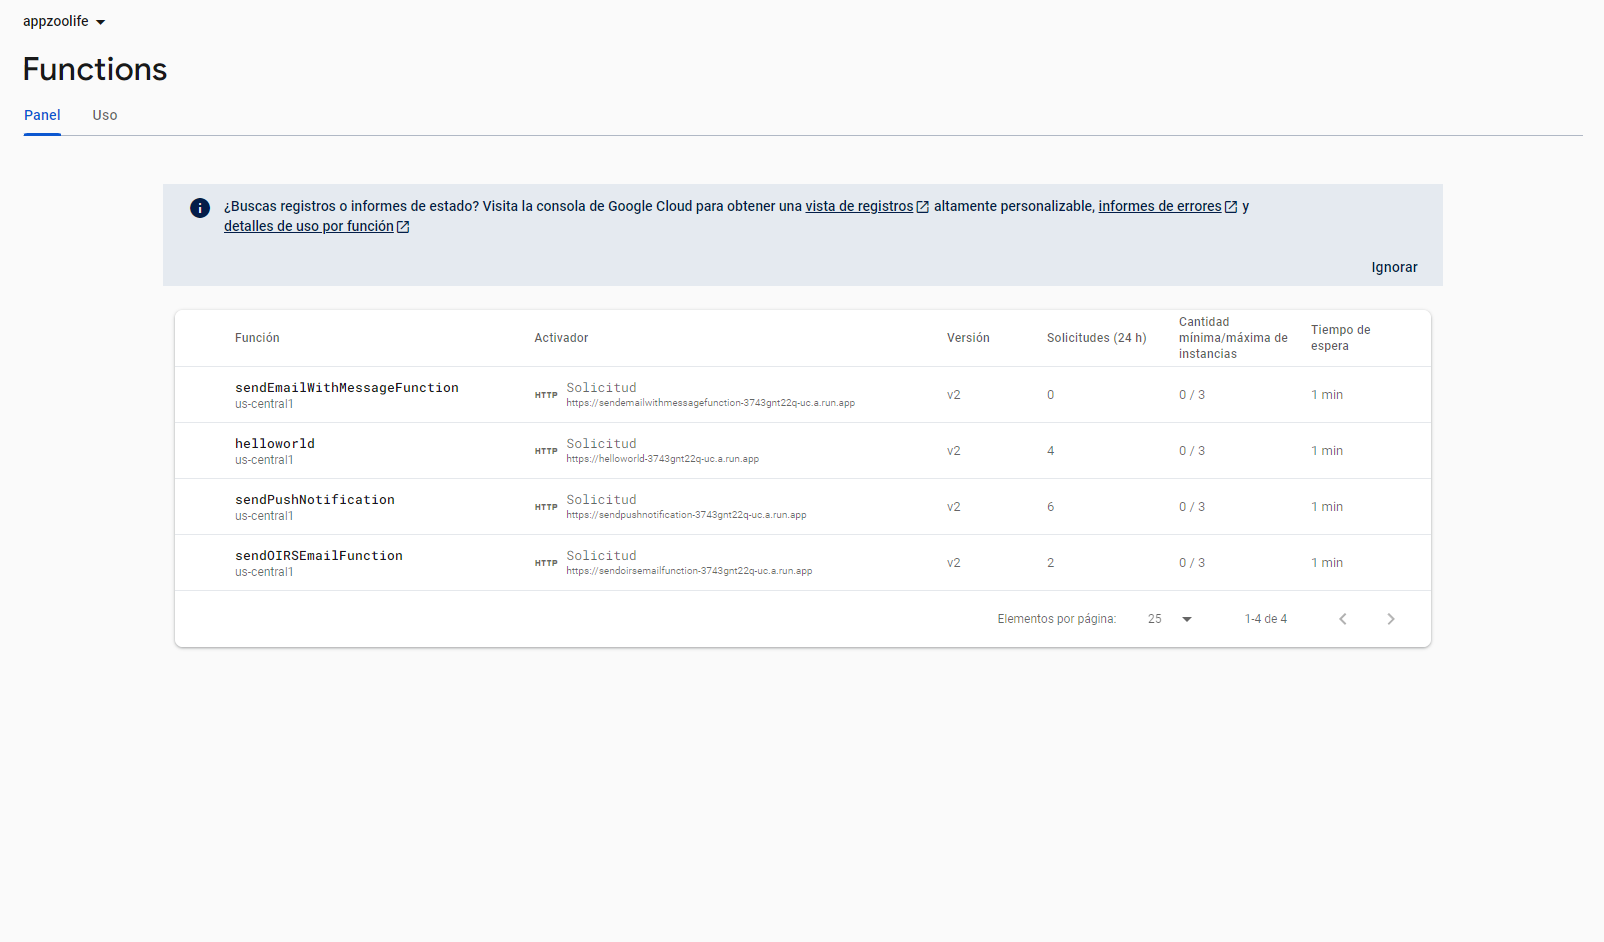 appzoolife
Functions
Panel Uso
¿Buscas registros o informes de estado? Visita la consola de Google Cloud para obtener una vista de registros altamente personalizable, informes de errores y
detalles de uso por función
Ignorar
Función Activador Versión Solicitudes (24 h) Cantidad mínima/máxima de instancias Tiempo de espera
sendEmailWithMessageFunction HTTP Solicitud
us-central1 https://sendemailwithmessagefunction-3743gnt22q-uc.a.run.app v2 0 0 / 3 1 min
helloworld HTTP Solicitud
us-central1 https://helloworld-3743gnt22q-uc.a.run.app v2 4 0 / 3 1 min
sendPushNotification HTTP Solicitud
us-central1 https://sendpushnotification-3743gnt22q-uc.a.run.app v2 6 0 / 3 1 min
sendOIRSEmailFunction HTTP Solicitud
us-central1 https://sendoirsemailfunction-3743gnt22q-uc.a.run.app v2 2 0 / 3 1 min
Elementos por página: 25 1-4 de 4